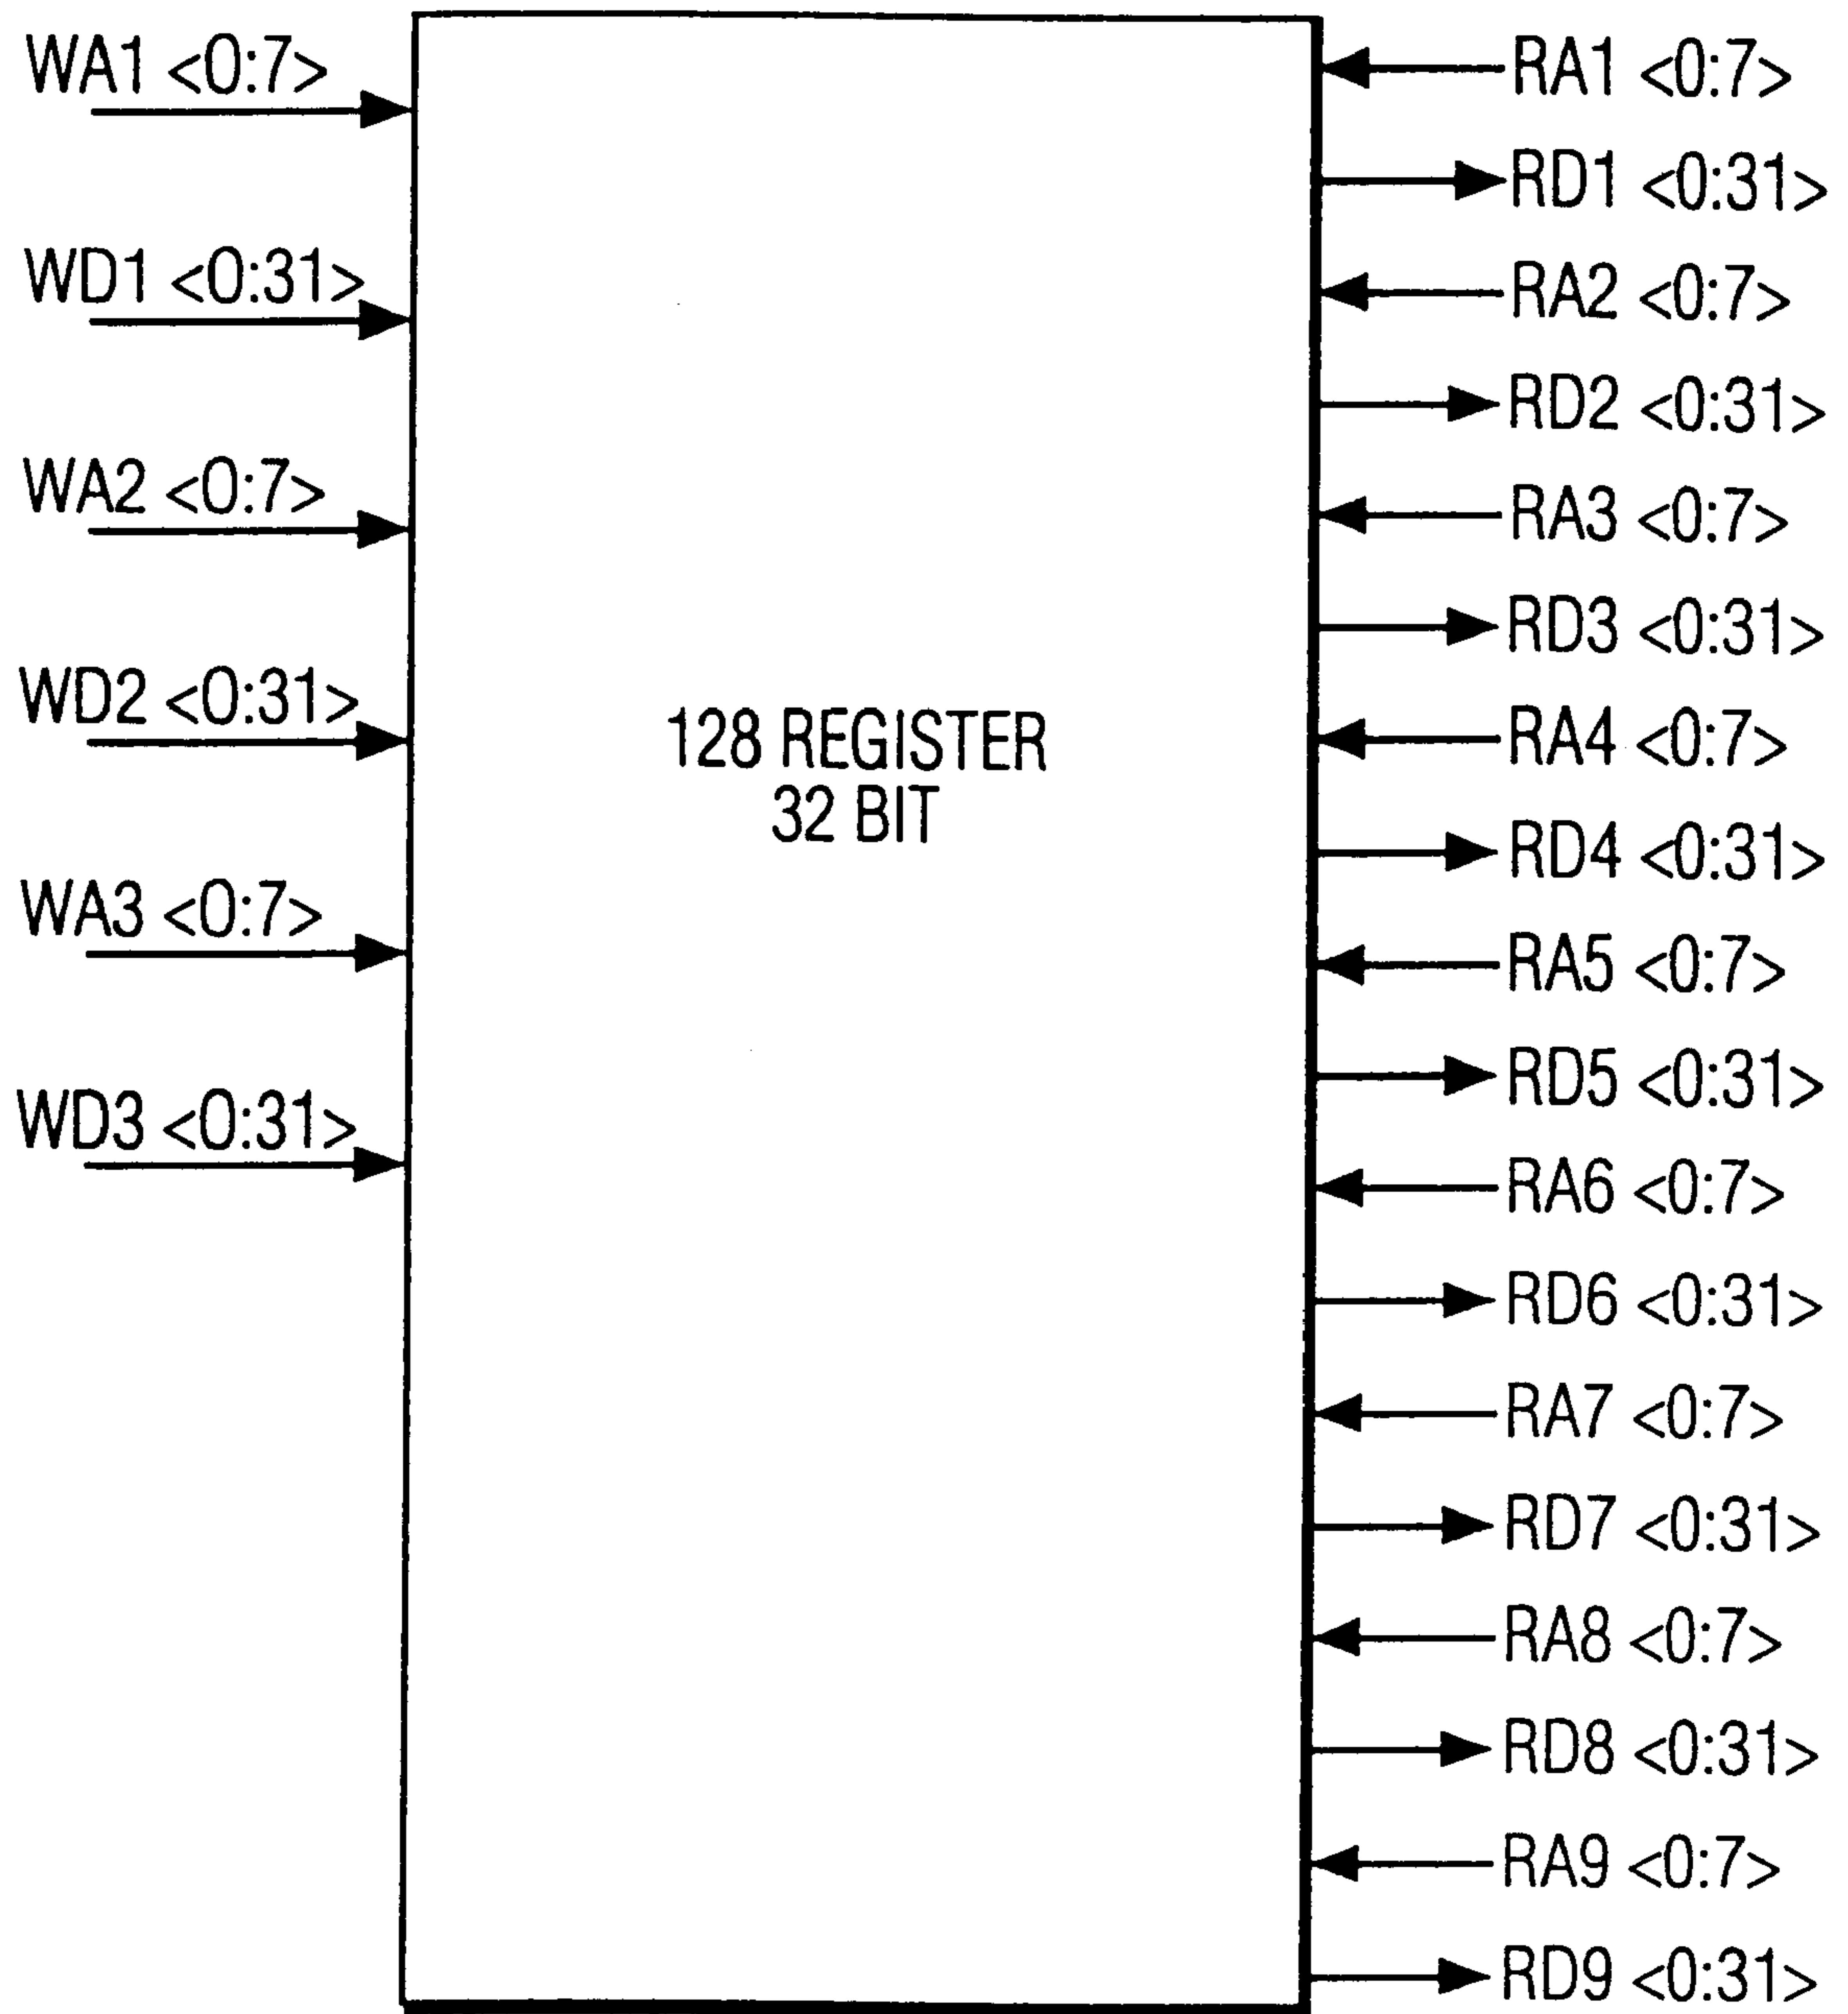 WA1 <0:7>
WD1 <0:31>
WA2 <0:7>
WD2 <0:31>
WA3 <0:7>
WD3 <0:31>
128 REGISTER
32 BIT
RA1 <0:7>
RD1 <0:31>
RA2 <0:7>
RD2 <0:31>
RA3 <0:7>
RD3 <0:31>
RA4 <0:7>
RD4 <0:31>
RA5 <0:7>
RD5 <0:31>
RA6 <0:7>
RD6 <0:31>
RA7 <0:7>
RD7 <0:31>
RA8 <0:7>
RD8 <0:31>
RA9 <0:7>
RD9 <0:31>